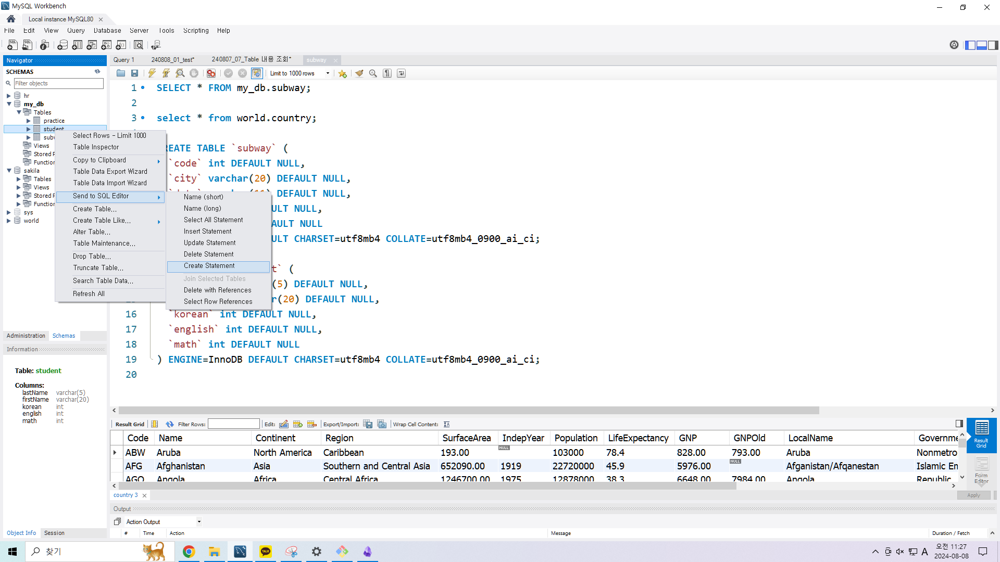 MySQL Workbench
Local instance MySQL80
File Edit View Query Database Server Tools Scripting Help
Navigator
SCHEMAS
Filter objects
hr
my_db
Tables
practice
student
Views
sakila
Tables
Views
sys
world
Select Rows - Limit 1000
Table Inspector
Copy to Clipboard
Table Data Export Wizard
Table Data Import Wizard
Send to SQL Editor
Create Table...
Create Table Like...
Alter Table...
Table Maintenance...
Drop Table...
Truncate Table...
Search Table Data...
Refresh All
Name (short)
Name (long)
Select All Statement
Insert Statement
Update Statement
Delete Statement
Create Statement
Join Selected Tables
Delete with References
Select Row References
Administration Schemas
Information
Table: student
Columns:
lastName varchar(5)
firstName varchar(20)
korean int
english int
math int
Object Info Session
Query 1 240808_01_test* 240807_07_Table 내용 조회* subway
Limit to 1000 rows
1 SELECT * FROM my_db.subway;
2
3 select * from world.country;
REATE TABLE `subway` (
`code` int DEFAULT NULL,
`city` varchar(20) DEFAULT NULL,
DEFAULT NULL,
ULT NULL,
AULT NULL
ULT CHARSET=utf8mb4 COLLATE=utf8mb4_0900_ai_ci;
t` (
(5) DEFAULT NULL,
r(20) DEFAULT NULL,
16 `korean` int DEFAULT NULL,
17 `english` int DEFAULT NULL,
18 `math` int DEFAULT NULL
19 ) ENGINE=InnoDB DEFAULT CHARSET=utf8mb4 COLLATE=utf8mb4_0900_ai_ci;
20
Result Grid Filter Rows: Edit: Export/Import: Wrap Cell Content:
Code Name Continent Region SurfaceArea IndepYear Population LifeExpectancy GNP GNPOld LocalName Governme
ABW Aruba North America Caribbean 193.00 NULL 103000 78.4 828.00 793.00 Aruba Nonmetro
AFG Afghanistan Asia Southern and Central Asia 652090.00 1919 22720000 45.9 5976.00 NULL Afganistan/Afqanestan Islamic En
AGO Angola Africa Central Africa 1246700.00 1975 12878000 38.3 6648.00 7984.00 Angola Republic
Result Grid
Form Editor
country 3 Apply
Output
Action Output
# Time Action Message Duration / Fetch
찾기
TALK
A 오전 11:27
2024-08-08